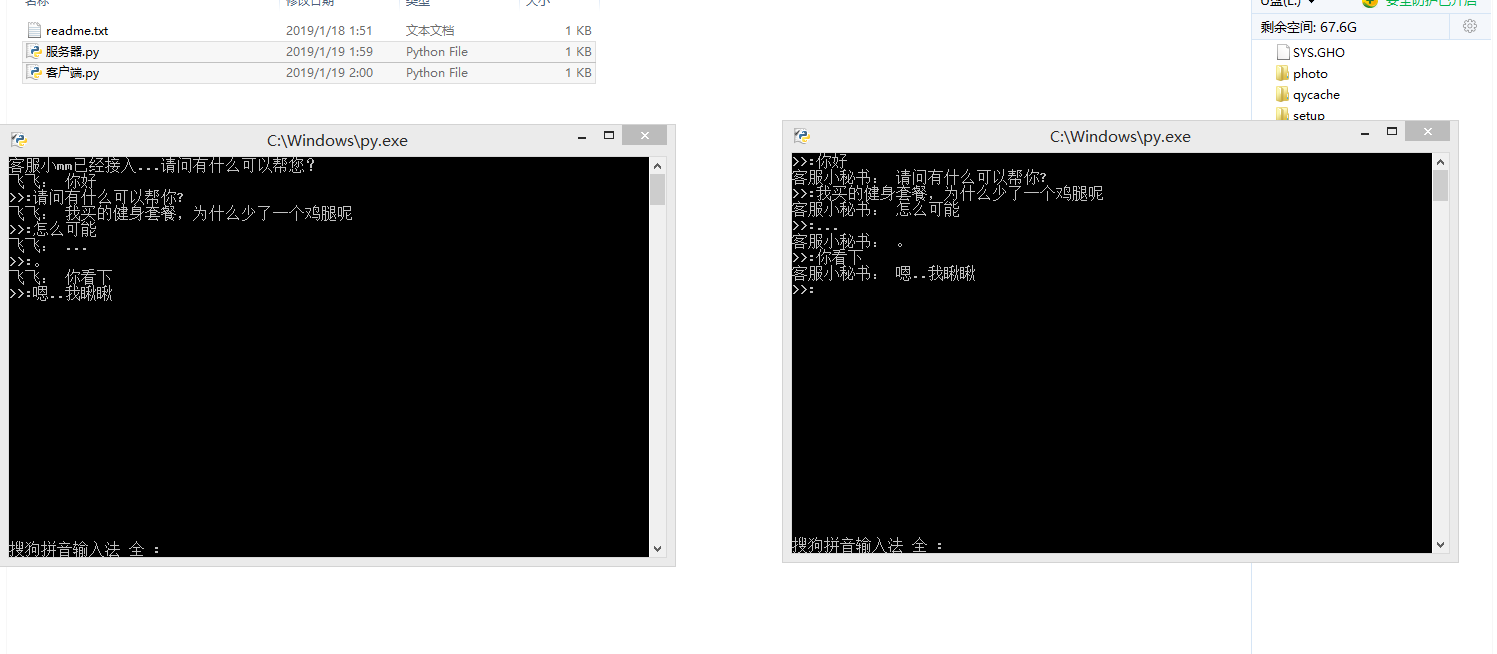 名称 修改日期 类型 大小
readme.txt 2019/1/18 1:51 文本文档 1 KB
服务器.py 2019/1/19 1:59 Python File 1 KB
客户端.py 2019/1/19 2:00 Python File 1 KB
U盘(E:) 安全防护已开启
剩余空间: 67.6G
SYS.GHO
photo
qycache
setup
C:\Windows\py.exe
客服小mm已经接入...请问有什么可以帮您?
飞飞: 你好
>>:请问有什么可以帮你?
飞飞: 我买的健身套餐，为什么少了一个鸡腿呢
>>:怎么可能
飞飞: ...
>>:。
飞飞: 你看下
>>:嗯..我瞅瞅
搜狗拼音输入法 全 :
C:\Windows\py.exe
>>:你好
客服小秘书: 请问有什么可以帮你?
>>:我买的健身套餐，为什么少了一个鸡腿呢
客服小秘书: 怎么可能
>>:...
客服小秘书: 。
>>:你看下
客服小秘书: 嗯..我瞅瞅
>>:
搜狗拼音输入法 全 :